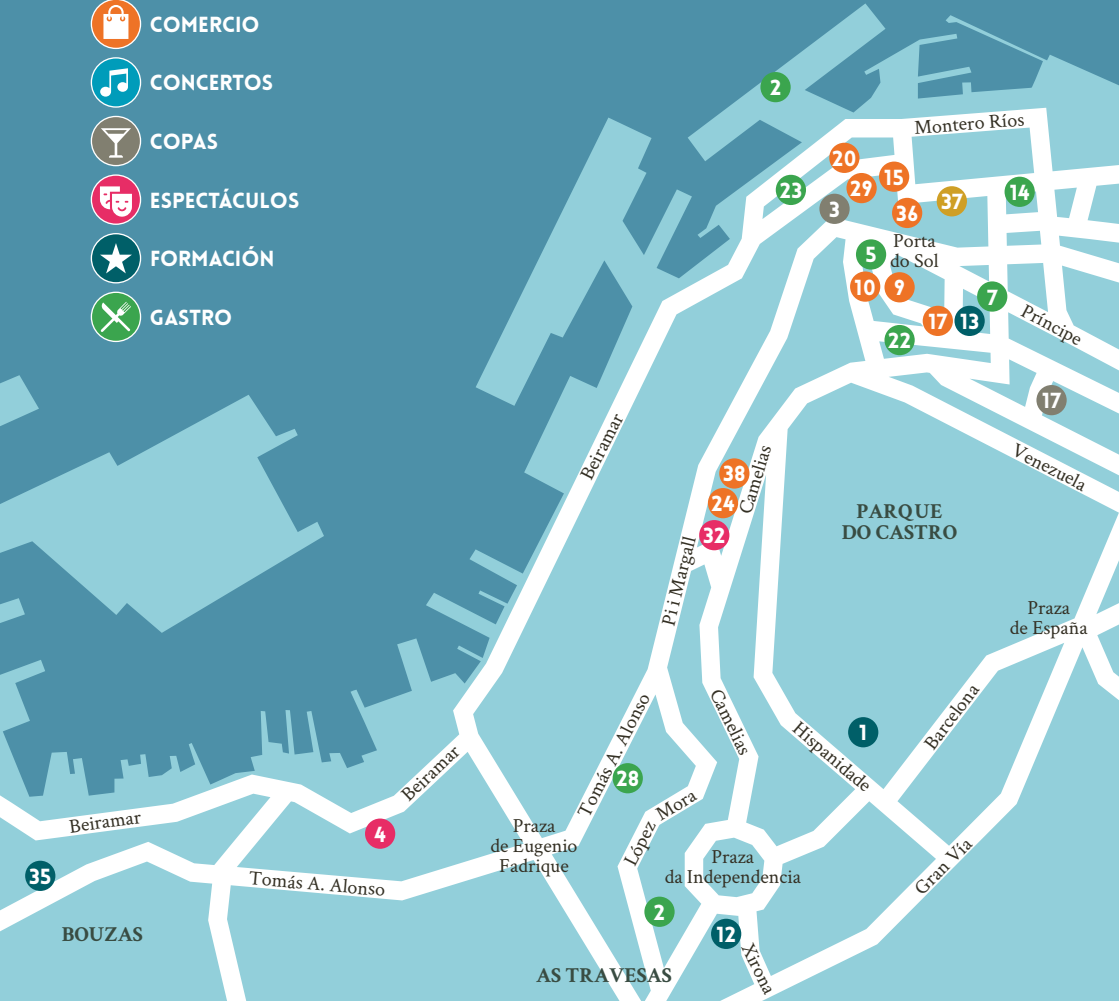 COMERCIO
CONCERTOS
COPAS
ESPECTÁCULOS
FORMACIÓN
GASTRO
2
Montero Ríos
20
15
29
23
14
37
3
36
Porta
do Sol
5
10
9
7
17
13
Príncipe
22
17
Venezuela
Beiramar
38
Camelias
24
32
Pi i Margall
PARQUE
DO CASTRO
Praza
de España
Camelias
Tomás A. Alonso
28
1
Hispanidade
Barcelona
Beiramar
Beiramar
4
López Mora
Praza
de Eugenio
Fadrique
Praza
da Independencia
Gran Vía
35
Tomás A. Alonso
2
12
BOUZAS
Xirona
AS TRAVESAS